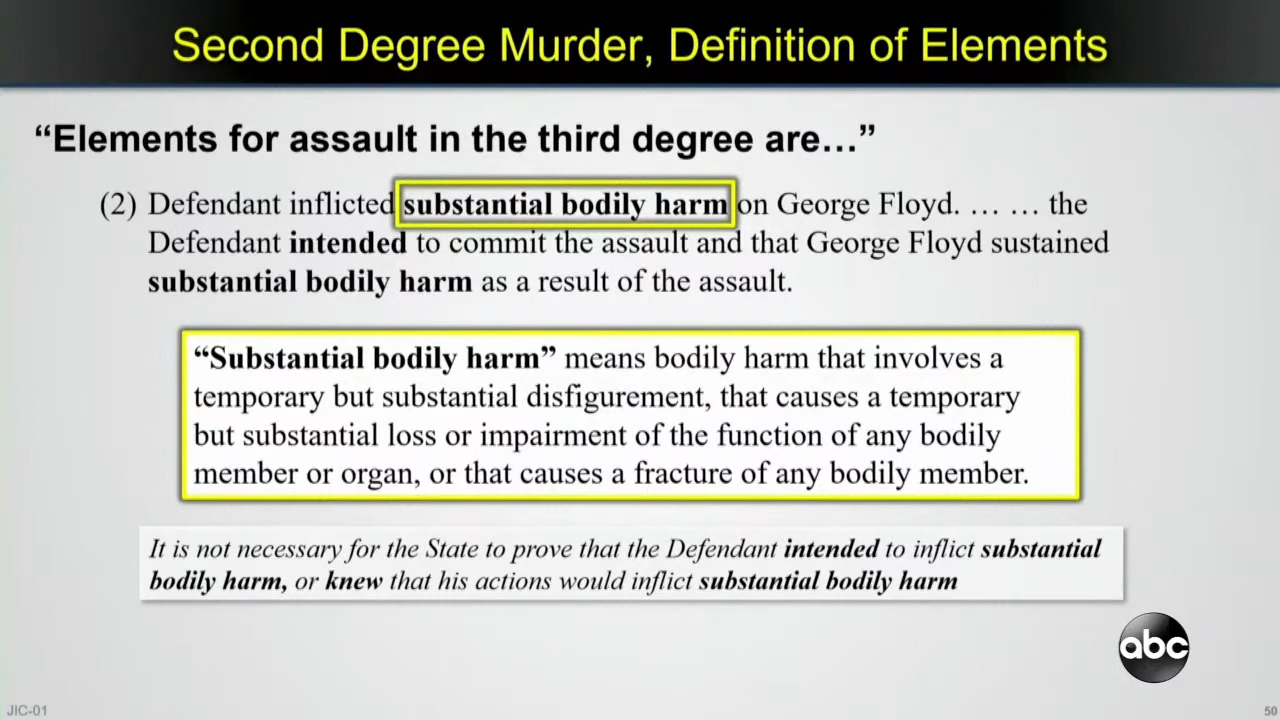 Second Degree Murder, Definition of Elements
“Elements for assault in the third degree are…”
(2) Defendant inflicted substantial bodily harm on George Floyd. … … the
Defendant intended to commit the assault and that George Floyd sustained
substantial bodily harm as a result of the assault.
“Substantial bodily harm” means bodily harm that involves a
temporary but substantial disfigurement, that causes a temporary
but substantial loss or impairment of the function of any bodily
member or organ, or that causes a fracture of any bodily member.
It is not necessary for the State to prove that the Defendant intended to inflict substantial
bodily harm, or knew that his actions would inflict substantial bodily harm
abc
JIC-01
50